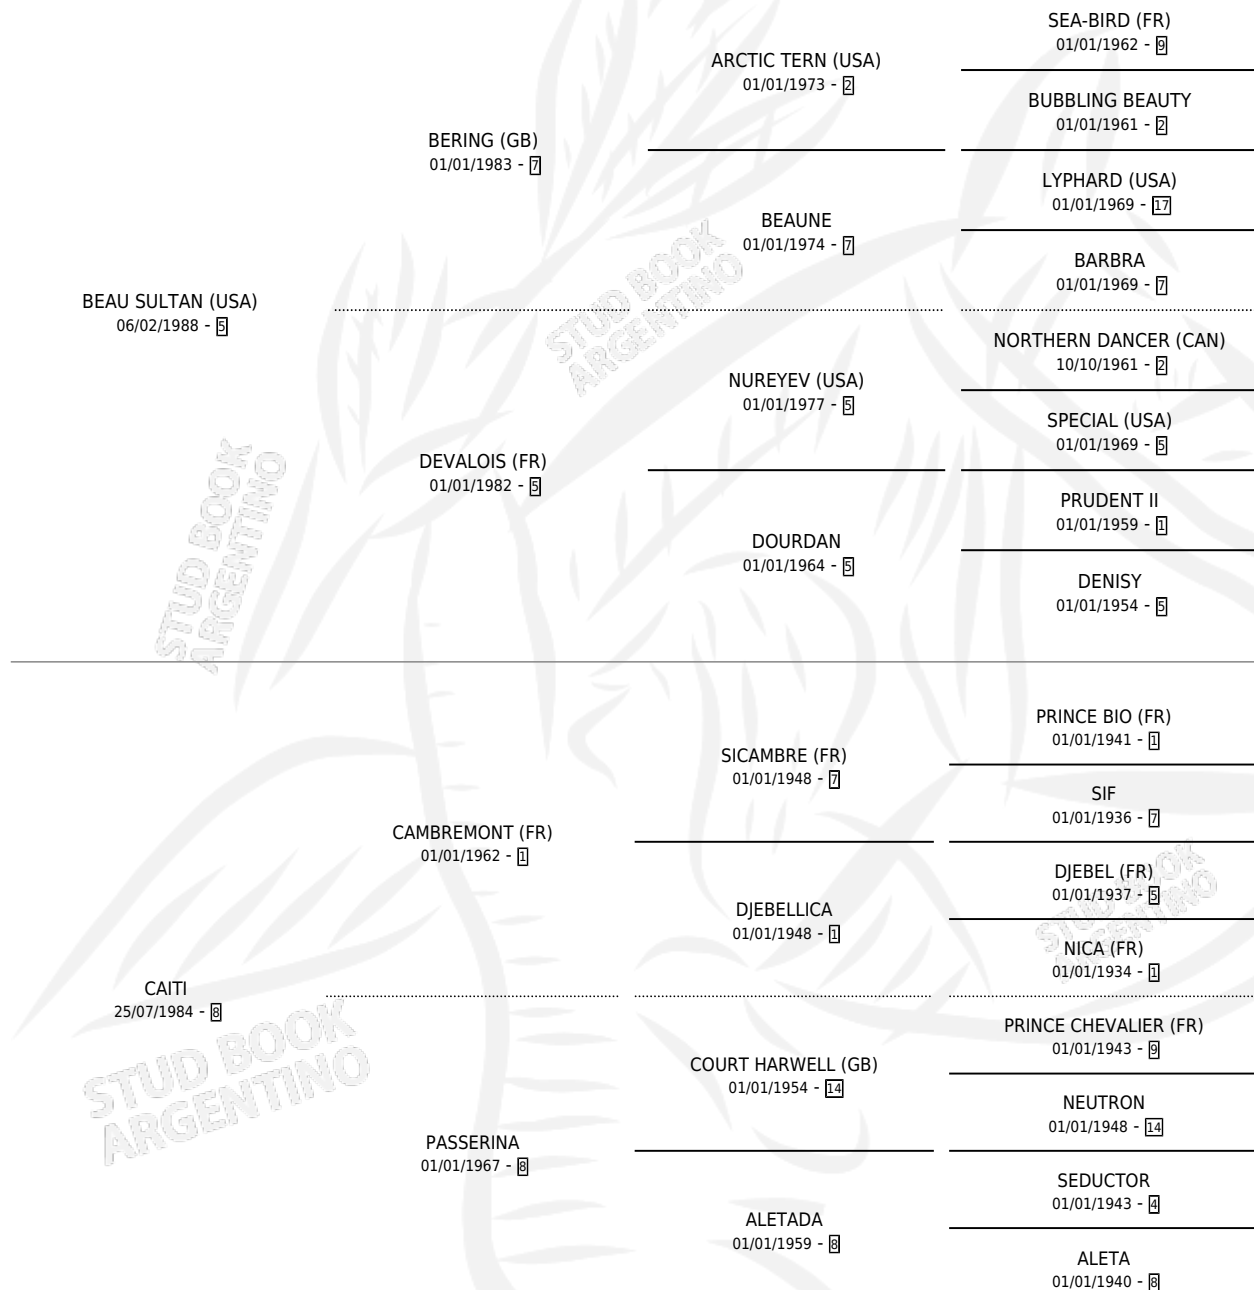 SEA-BIRD (FR)
01/01/1962 - 9
ARCTIC TERN (USA)
01/01/1973 - 2
BUBBLING BEAUTY
01/01/1961 - 2
BERING (GB)
01/01/1983 - 7
LYPHARD (USA)
01/01/1969 - 17
BEAUNE
01/01/1974 - 7
BARBRA
01/01/1969 - 7
BEAU SULTAN (USA)
06/02/1988 - 5
NORTHERN DANCER (CAN)
10/10/1961 - 2
NUREYEV (USA)
01/01/1977 - 5
SPECIAL (USA)
01/01/1969 - 5
DEVALOIS (FR)
01/01/1982 - 5
PRUDENT II
01/01/1959 - 1
DOURDAN
01/01/1964 - 5
DENISY
01/01/1954 - 5
PRINCE BIO (FR)
01/01/1941 - 1
SICAMBRE (FR)
01/01/1948 - 7
SIF
01/01/1936 - 7
CAMBREMONT (FR)
01/01/1962 - 1
DJEBEL (FR)
01/01/1937 - 5
DJEBELLICA
01/01/1948 - 1
NICA (FR)
01/01/1934 - 1
CAITI
25/07/1984 - 8
PRINCE CHEVALIER (FR)
01/01/1943 - 9
COURT HARWELL (GB)
01/01/1954 - 14
NEUTRON
01/01/1948 - 14
PASSERINA
01/01/1967 - 8
SEDUCTOR
01/01/1943 - 4
ALETADA
01/01/1959 - 8
ALETA
01/01/1940 - 8
STUD BOOK
ARGENTINO
STUD BOOK
ARGENTINO
STUD BOOK
ARGENTINO
STUD BOOK
ARGENTINO